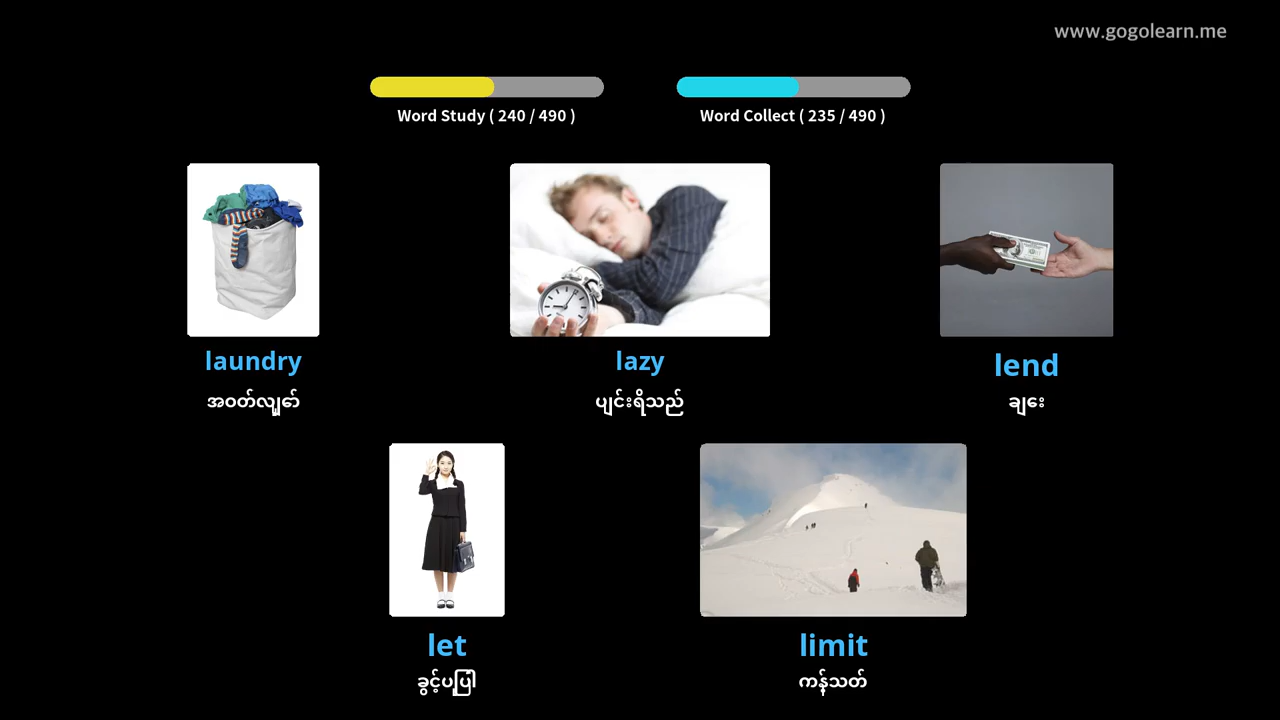 www.gogolearn.me
Word Study ( 240 / 490 )
Word Collect ( 235 / 490 )
laundry
အဝတ်လျှော်
lazy
ပျင်းရိသည်
lend
ချေး
let
ခွင့်ပြုပါ
limit
ကန့်သတ်